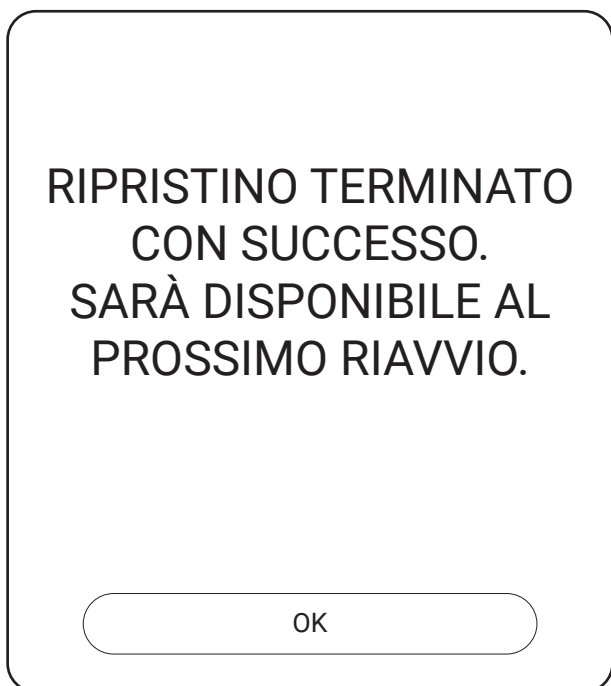 RIPRISTINO TERMINATO
CON SUCCESSO.
SARÀ DISPONIBILE AL
PROSSIMO RIAVVIO.
OK